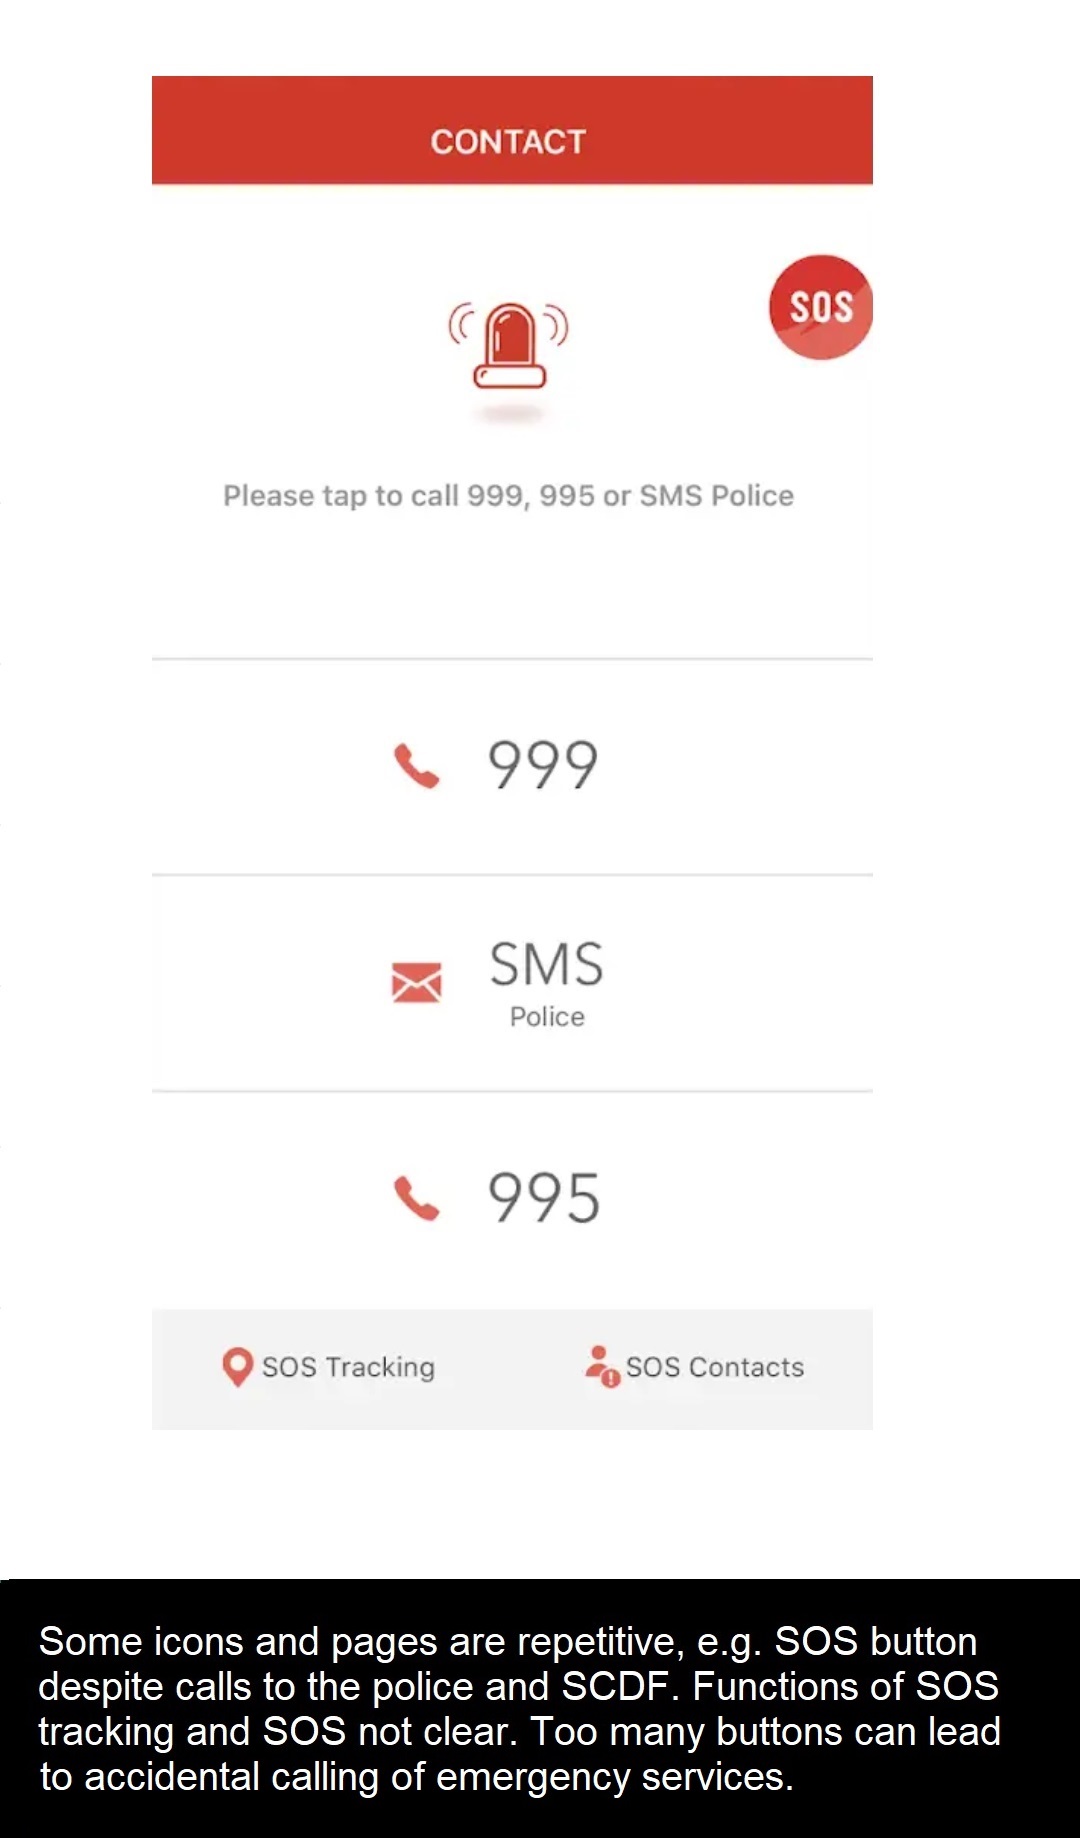 CONTACT
SOS
Please tap to call 999, 995 or SMS Police
999
SMS
Police
995
SOS Tracking
SOS Contacts
Some icons and pages are repetitive, e.g. SOS button
despite calls to the police and SCDF. Functions of SOS
tracking and SOS not clear. Too many buttons can lead
to accidental calling of emergency services.